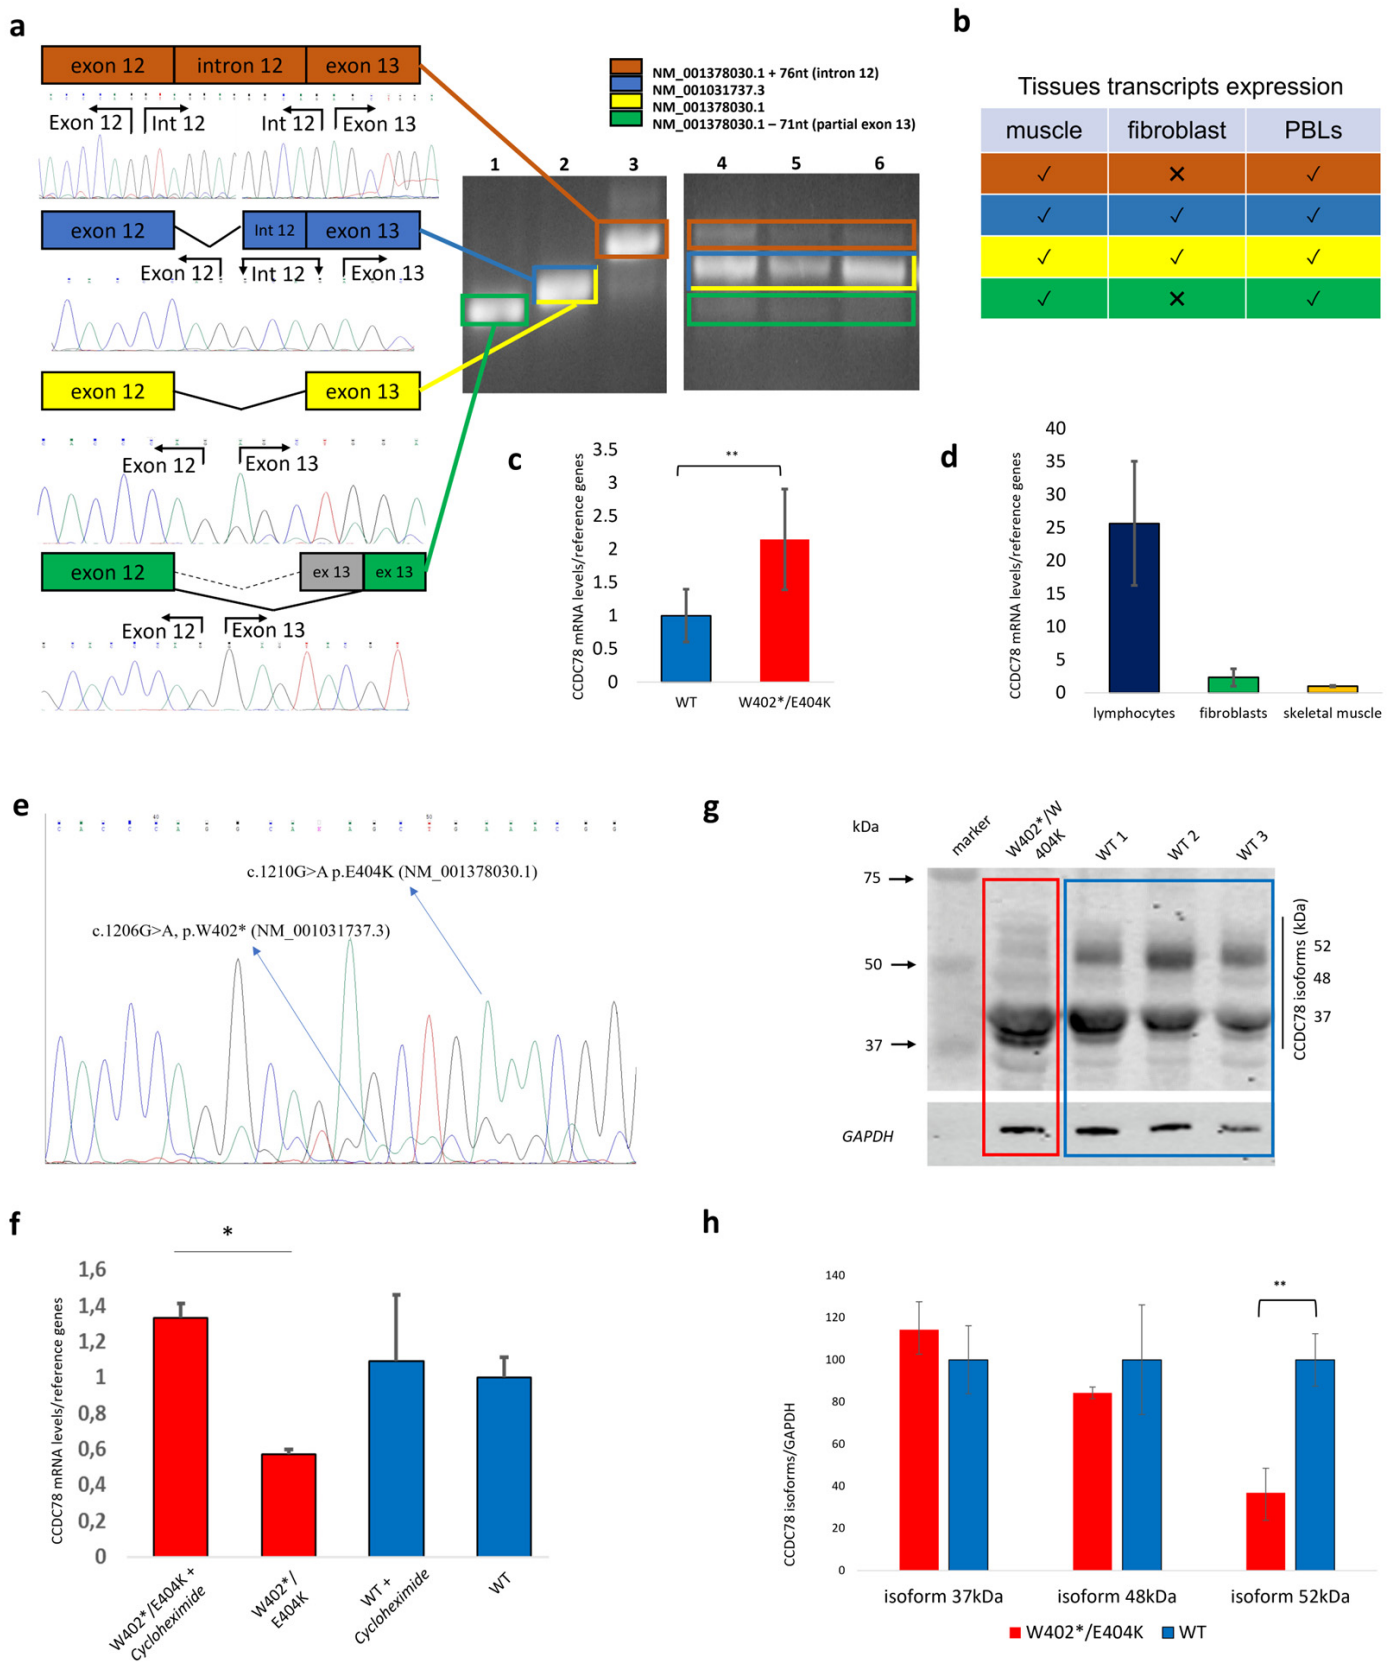 a
exon 12 intron 12 exon 13
Exon 12 Int 12 Int 12 Exon 13
exon 12 Int 12 exon 13
Exon 12 Int 12 Exon 13
exon 12 exon 13
Exon 12 Exon 13
exon 12 ex 13 ex 13
Exon 12 Exon 13
NM_001378030.1 + 76nt (intron 12)
NM_001031737.3
NM_001378030.1
NM_001378030.1 – 71nt (partial exon 13)
1 2 3 4 5 6
b
Tissues transcripts expression
muscle fibroblast PBLs
✓ ✕ ✓
✓ ✓ ✓
✓ ✓ ✓
✓ ✕ ✓
c
CCDC78 mRNA levels/reference genes
3.5
3
2.5
2
1.5
1
0.5
0
**
WT W402*/E404K
d
CCDC78 mRNA levels/reference genes
40
35
30
25
20
15
10
5
0
lymphocytes fibroblasts skeletal muscle
e
40 50
C A C C C A G G C A K A G C T G A A A C G G
c.1210G>A p.E404K (NM_001378030.1)
c.1206G>A, p.W402* (NM_001031737.3)
f
*
CCDC78 mRNA levels/reference genes
1,6
1,4
1,2
1
0,8
0,6
0,4
0,2
0
W402*/E404K +
Cycloheximide
W402*/
E404K
WT +
Cycloheximide
WT
g
kDa
marker
W402*/W
404K
WT 1
WT 2
WT 3
75
50
37
GAPDH
CCDC78 isoforms (kDa)
52
48
37
h
CCDC78 isoforms/GAPDH
140
120
100
80
60
40
20
0
**
isoform 37kDa isoform 48kDa isoform 52kDa
W402*/E404K WT